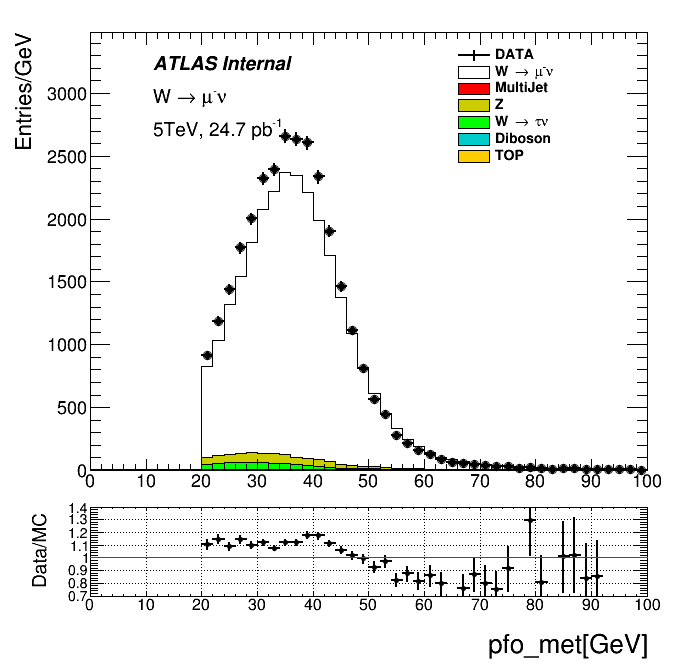 Entries/GeV
ATLAS Internal
W → μ⁻ν
5TeV, 24.7 pb⁻¹
DATA
W → μ⁻ν
MultiJet
Z
W → τν
Diboson
TOP
3000
2500
2000
1500
1000
500
0
0 10 20 30 40 50 60 70 80 90 100
Data/MC
1.4
1.3
1.2
1.1
1
0.9
0.8
0.7
0 10 20 30 40 50 60 70 80 90 100
pfo_met[GeV]